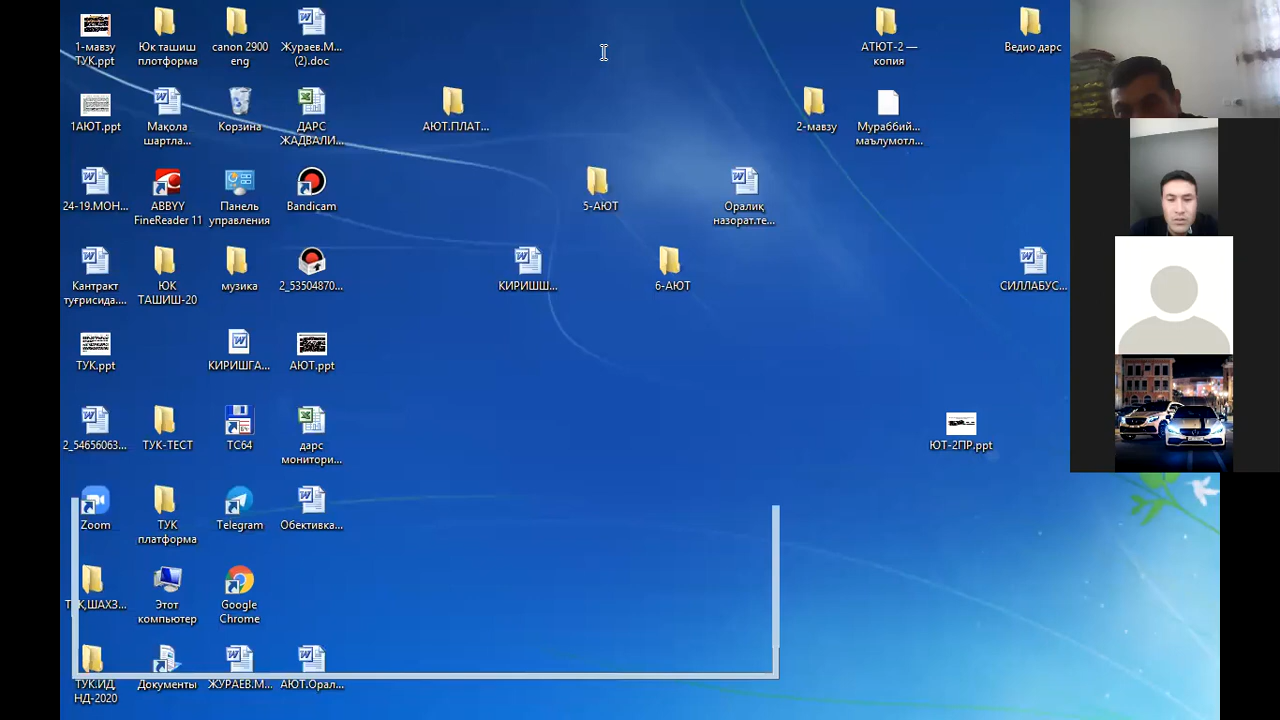 1-мавзу
ТУК.ppt
Юк ташиш
плотформа
canon 2900
eng
Жураев.М...
(2).doc
АТЮТ-2 —
копия
Ведио дарс
1АЮТ.ppt
Мақола
шартла...
Корзина
ДАРС
ЖАДВАЛИ...
АЮТ.ПЛАТ...
2-мавзу
Мураббий...
маълумотл...
24-19.МОН...
ABBYY
FineReader 11
Панель
управления
Bandicam
5-АЮТ
Оралиқ
назорат.те...
Кантракт
туғрисида....
ЮК
ТАШИШ-20
музика
2_53504870...
КИРИШШ...
6-АЮТ
СИЛЛАБУС...
ТУК.ppt
КИРИШГА...
АЮТ.ppt
2_54656063...
ТУК-ТЕСТ
TC64
дарс
монитори...
ЮТ-2ПР.ppt
Zoom
ТУК
платформа
Telegram
Обективка...
Этот
компьютер
Google
Chrome
ТУК.ИД,
НД-2020
Документы
ЖУРАЕВ.М...
АЮТ.Орал...